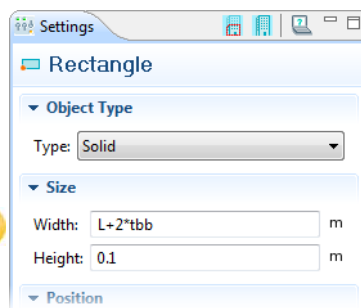 Settings
Rectangle
Object Type
Type: Solid
Size
Width: L+2*tbb m
Height: 0.1 m
Position